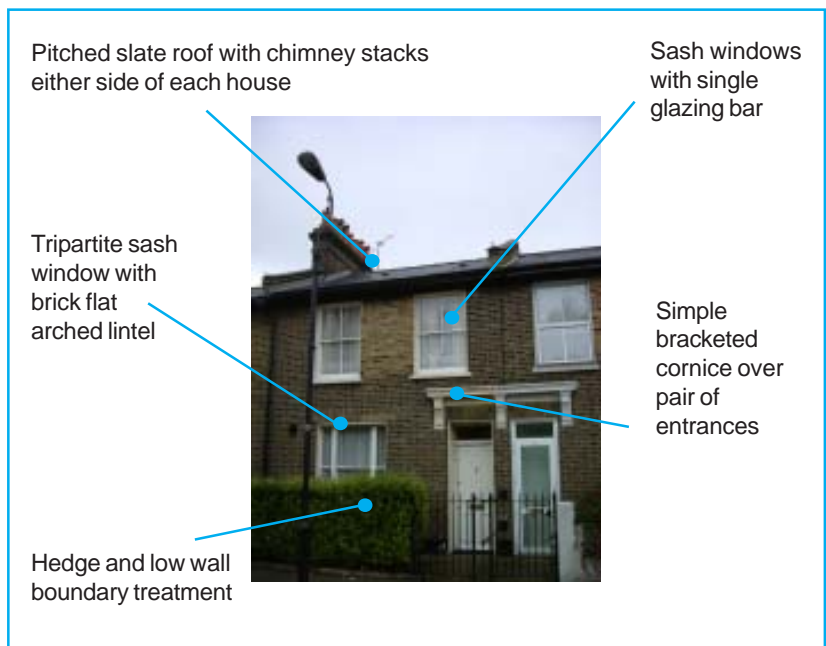 Pitched slate roof with chimney stacks
either side of each house
Sash windows
with single
glazing bar
Tripartite sash
window with
brick flat
arched lintel
Simple
bracketed
cornice over
pair of
entrances
Hedge and low wall
boundary treatment